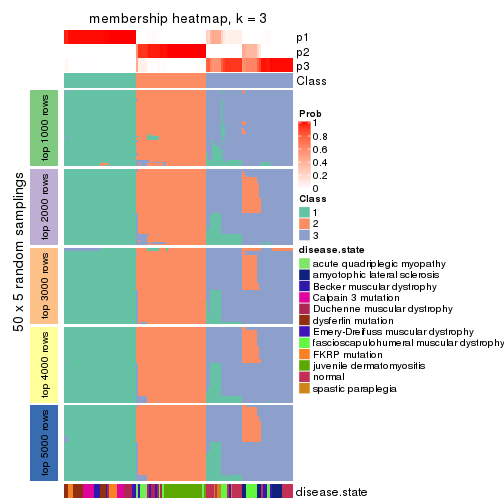 membership heatmap, k = 3
p1
p2
p3
Class
50 x 5 random samplings
top 1000 rows
top 2000 rows
top 3000 rows
top 4000 rows
top 5000 rows
Prob
1
0.8
0.6
0.4
0.2
0
Class
1
2
3
disease.state
acute quadriplegic myopathy
amyotophic lateral sclerosis
Becker muscular dystrophy
Calpain 3 mutation
Duchenne muscular dystrophy
dysferlin mutation
Emery-Dreifuss muscular dystrophy
fascioscapulohumeral muscular dystrophy
FKRP mutation
juvenile dermatomyositis
normal
spastic paraplegia
disease.state